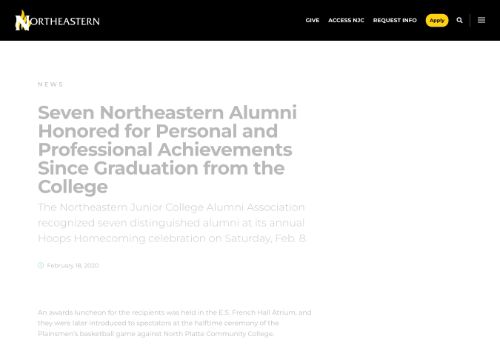 NORTHEASTERN
GIVE ACCESS NJC REQUEST INFO Apply
NEWS
Seven Northeastern Alumni
Honored for Personal and
Professional Achievements
Since Graduation from the
College
The Northeastern Junior College Alumni Association
recognized seven distinguished alumni at its annual
Hoops Homecoming celebration on Saturday, Feb. 8.
February 18, 2020
An awards luncheon for the recipients was held in the E.S. French Hall Atrium, and
they were later introduced to spectators at the halftime ceremony of the
Plainsmen's basketball game against North Platte Community College.